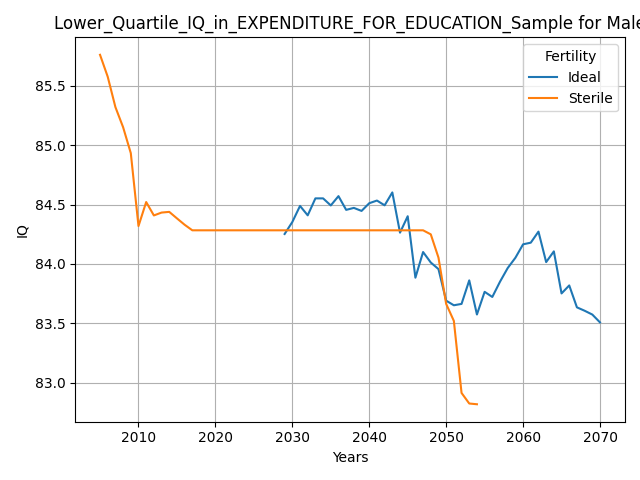 Lower_Quartile_IQ_in_EXPENDITURE_FOR_EDUCATION_Sample for Male
Fertility
Ideal
Sterile
85.5
85.0
84.5
84.0
83.5
83.0
IQ
2010 2020 2030 2040 2050 2060 2070
Years